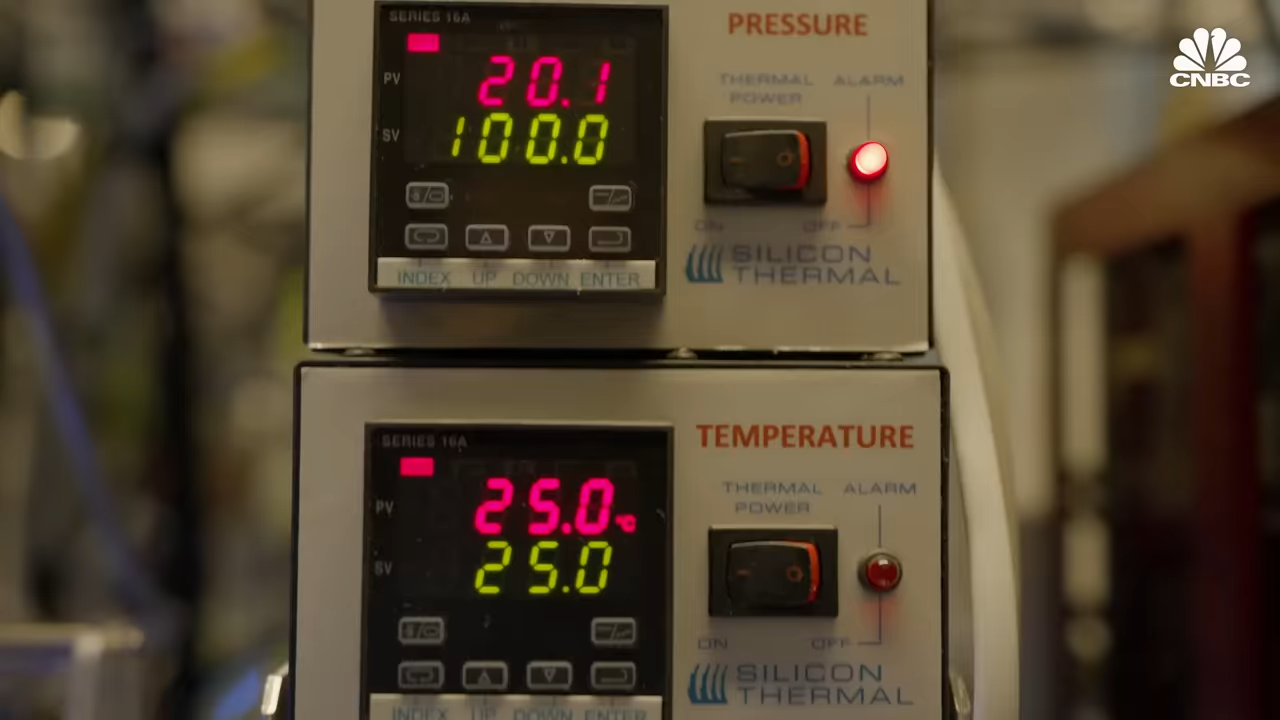 SERIES 16A
PRESSURE
CNBC
PV 20.1
SV 100.0
THERMAL POWER
ALARM
ON OFF
SILICON THERMAL
INDEX UP DOWN ENTER
SERIES 16A
TEMPERATURE
PV 25.0 °C
SV 25.0
THERMAL POWER
ALARM
ON OFF
SILICON THERMAL
INDEX UP DOWN ENTER